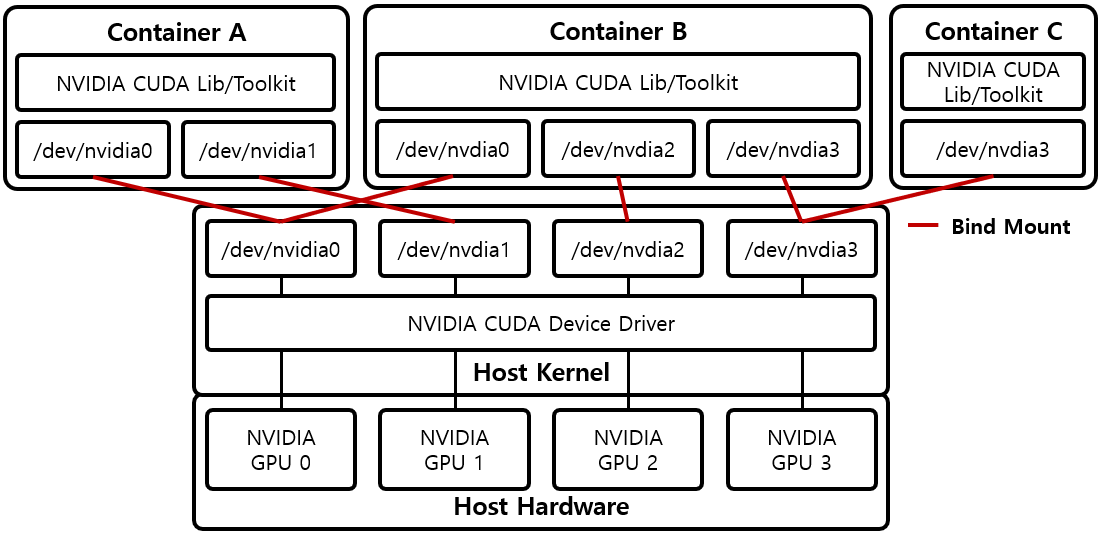 Container A
NVIDIA CUDA Lib/Toolkit
/dev/nvidia0
/dev/nvidia1
Container B
NVIDIA CUDA Lib/Toolkit
/dev/nvdia0
/dev/nvdia2
/dev/nvdia3
Container C
NVIDIA CUDA
Lib/Toolkit
/dev/nvdia3
Bind Mount
/dev/nvidia0
/dev/nvdia1
/dev/nvdia2
/dev/nvdia3
NVIDIA CUDA Device Driver
Host Kernel
NVIDIA
GPU 0
NVIDIA
GPU 1
NVIDIA
GPU 2
NVIDIA
GPU 3
Host Hardware